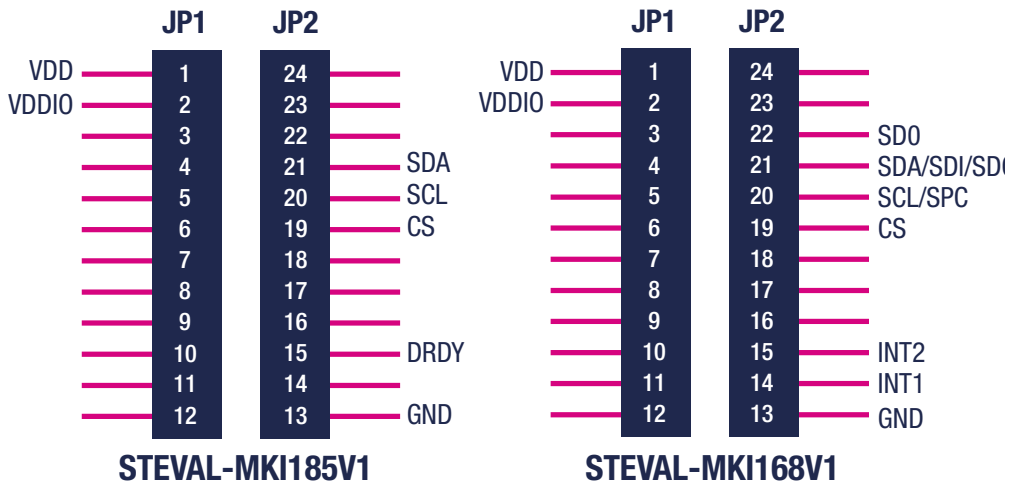 JP1 JP2 JP1 JP2
VDD 1 24 VDD 1 24
VDDIO 2 23 VDDIO 2 23
3 22 3 22 SD0
4 21 SDA 4 21 SDA/SDI/SD
5 20 SCL 5 20 SCL/SPC
6 19 CS 6 19 CS
7 18 7 18
8 17 8 17
9 16 9 16
10 15 DRDY 10 15 INT2
11 14 11 14 INT1
12 13 GND 12 13 GND
STEVAL-MKI185V1 STEVAL-MKI168V1